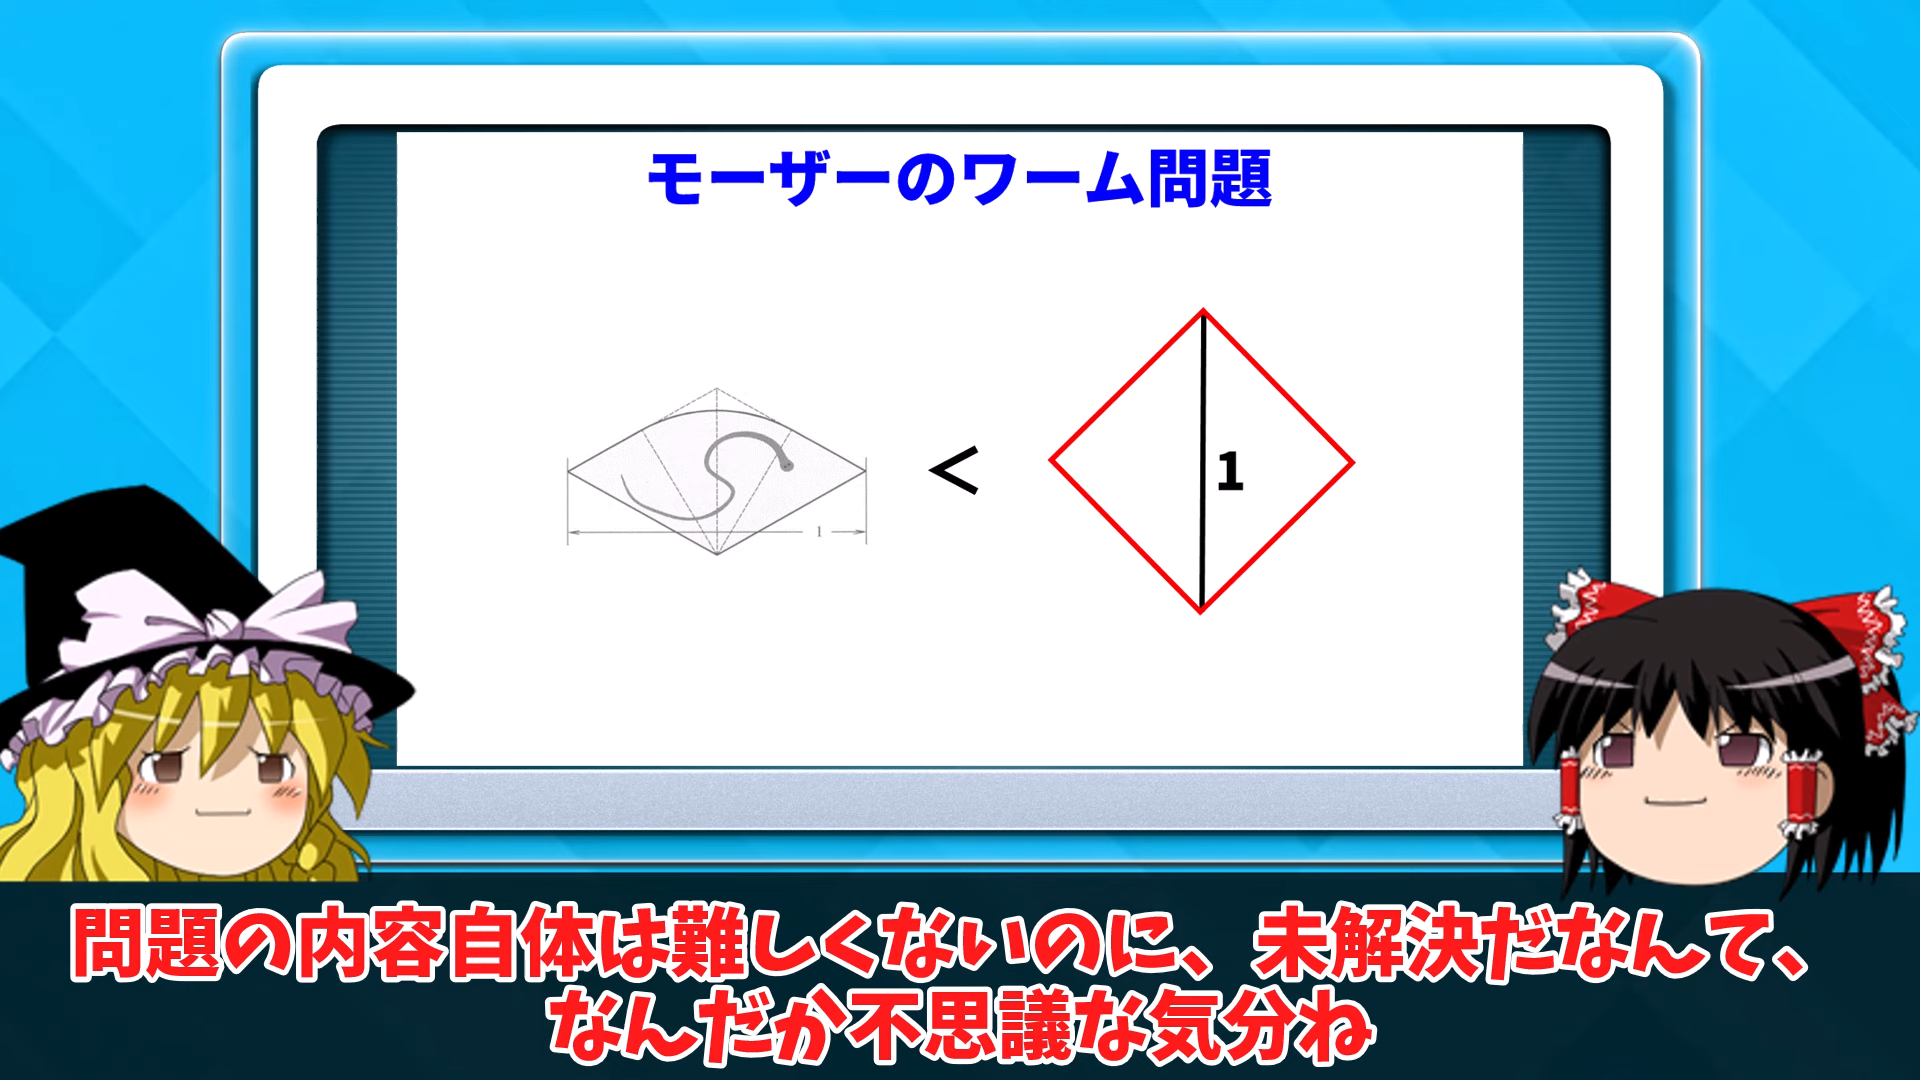 モーザーのワーム問題
1
<
1
問題の内容自体は難しくないのに、未解決だなんて、
なんだか不思議な気分ね